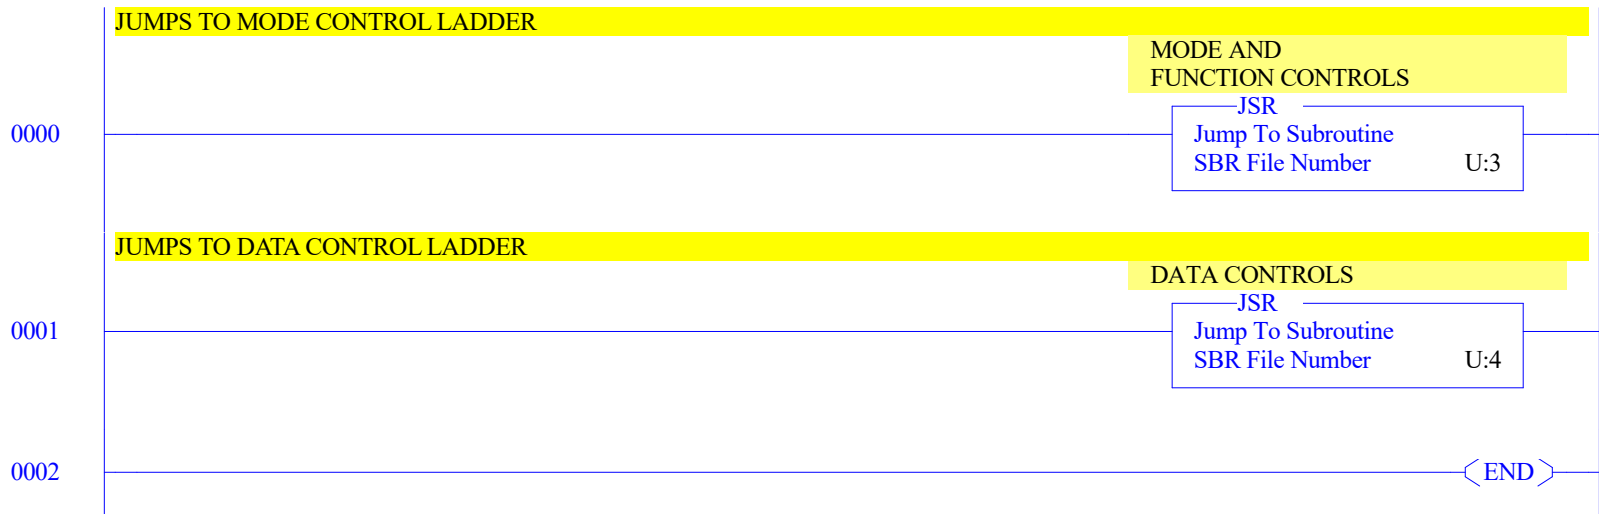 JUMPS TO MODE CONTROL LADDER
MODE AND
FUNCTION CONTROLS
JSR
0000
Jump To Subroutine
SBR File Number U:3
JUMPS TO DATA CONTROL LADDER
DATA CONTROLS
JSR
0001
Jump To Subroutine
SBR File Number U:4
0002
END